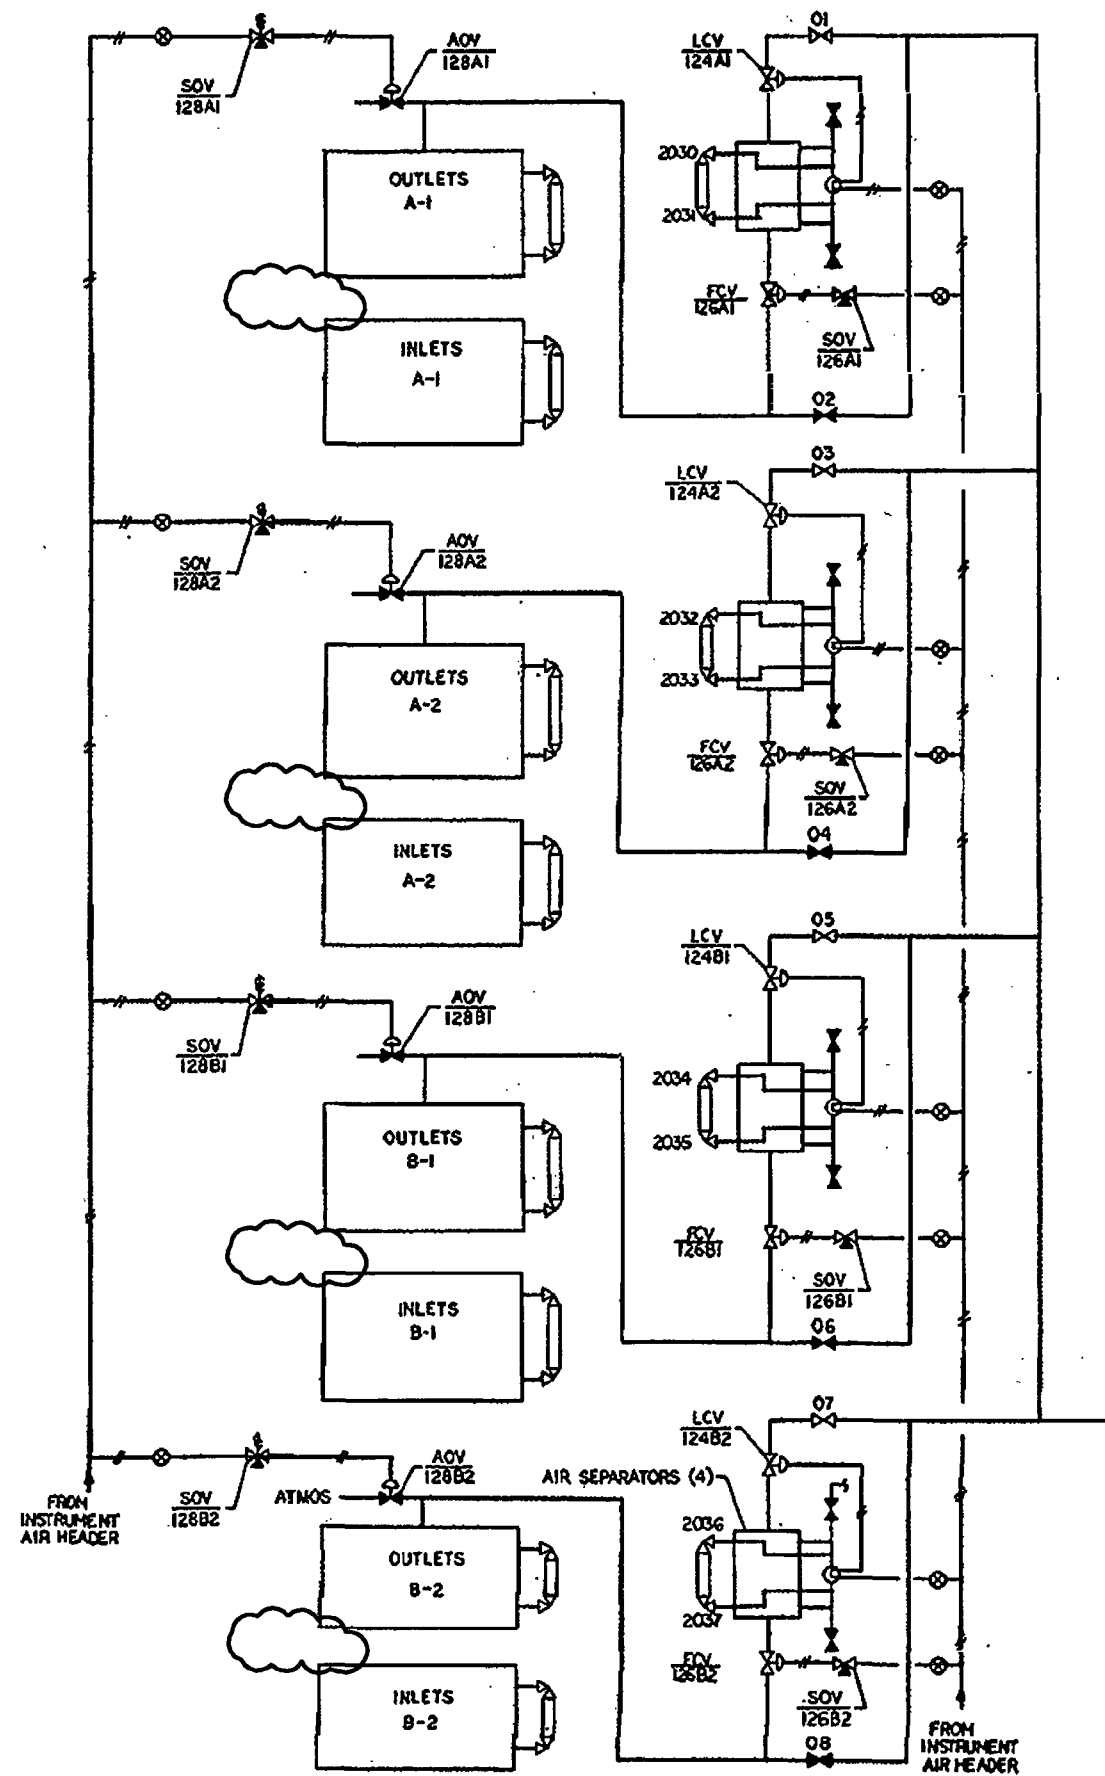 01
AOV
128A1
LCV
124A1
SOV
128A1
2030
OUTLETS
A-1
2031
FCV
126A1
SOV
126A1
INLETS
A-1
02
03
LCV
124A2
AOV
128A2
SOV
128A2
2032
OUTLETS
A-2
2033
FCV
126A2
SOV
126A2
04
INLETS
A-2
05
LCV
124B1
AOV
128B1
SOV
128B1
2034
OUTLETS
B-1
2035
FCV
126B1
SOV
126B1
INLETS
B-1
06
07
LCV
124B2
AOV
128B2
AIR SEPARATORS (4)
SOV
128B2
ATMOS
FROM
INSTRUMENT
AIR HEADER
2036
OUTLETS
B-2
2037
FCV
126B2
SOV
126B2
INLETS
B-2
08
FROM
INSTRUMENT
AIR HEADER